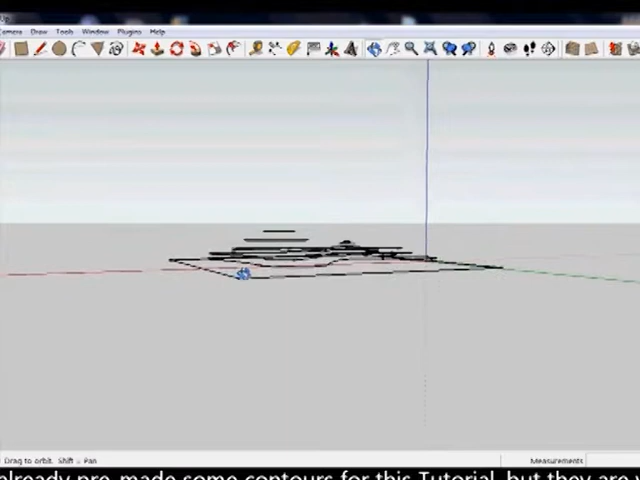 Up
Camera Draw Tools Window Plugins Help
Drag to orbit. Shift = Pan
Measurements
already pre-made some contours for this Tutorial, but they are v